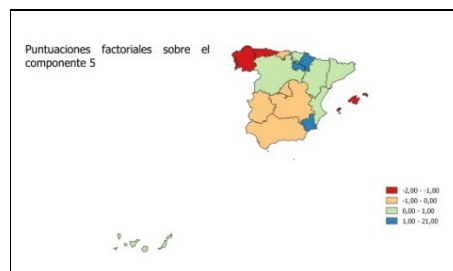 Puntuaciones factoriales sobre el
componente 5
-2,00 - -1,00
-1,00 - 0,00
0,00 - 1,00
1,00 - 21,00